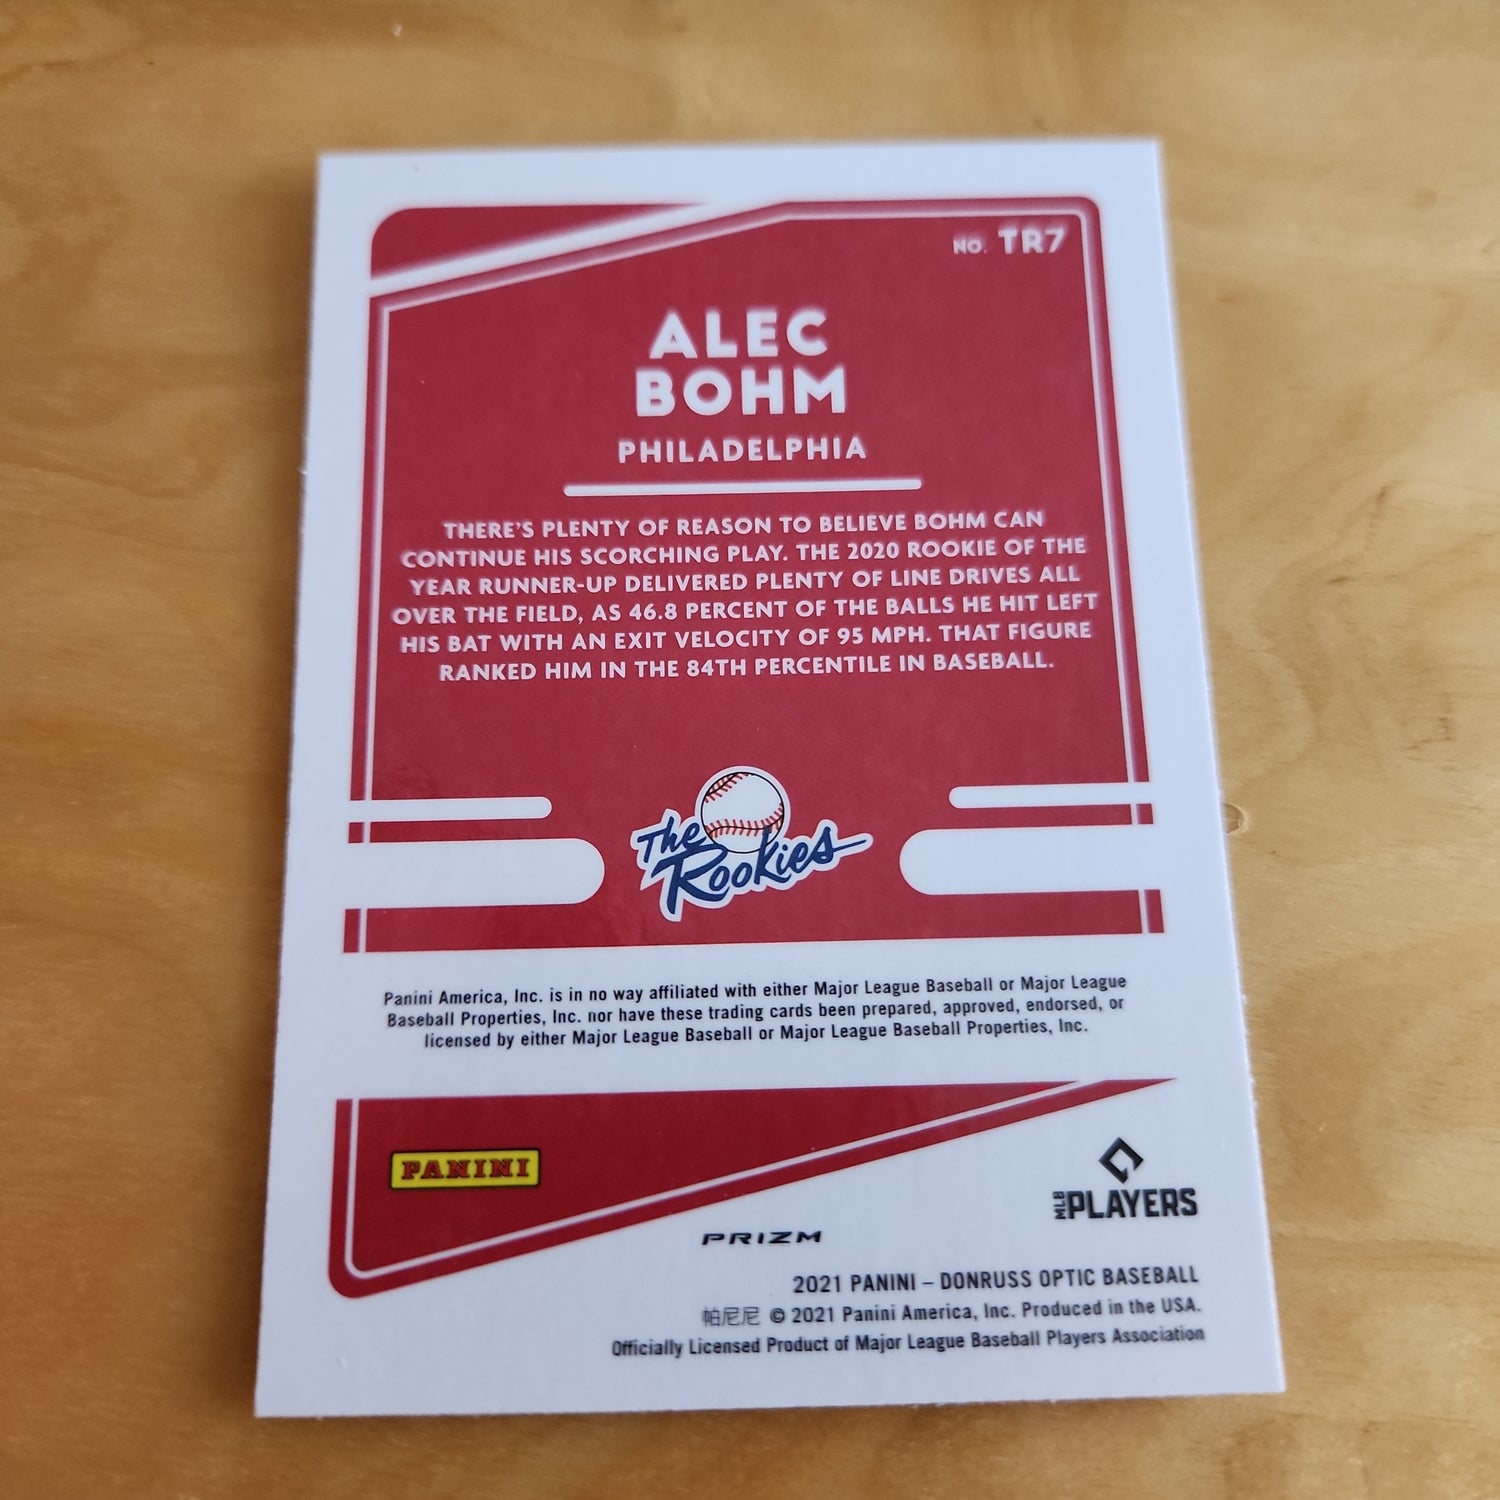 NO. TR7
ALEC
BOHM
PHILADELPHIA
THERE'S PLENTY OF REASON TO BELIEVE BOHM CAN
CONTINUE HIS SCORCHING PLAY. THE 2020 ROOKIE OF THE
YEAR RUNNER-UP DELIVERED PLENTY OF LINE DRIVES ALL
OVER THE FIELD, AS 46.8 PERCENT OF THE BALLS HE HIT LEFT
HIS BAT WITH AN EXIT VELOCITY OF 95 MPH. THAT FIGURE
RANKED HIM IN THE 84TH PERCENTILE IN BASEBALL.
The
Rookies
Panini America, Inc. is in no way affiliated with either Major League Baseball or Major League
Baseball Properties, Inc. nor have these trading cards been prepared, approved, endorsed, or
licensed by either Major League Baseball or Major League Baseball Properties, Inc.
PANINI
MLB PLAYERS
PRIZM
2021 PANINI – DONRUSS OPTIC BASEBALL
帕尼尼 © 2021 Panini America, Inc. Produced in the USA.
Officially Licensed Product of Major League Baseball Players Association